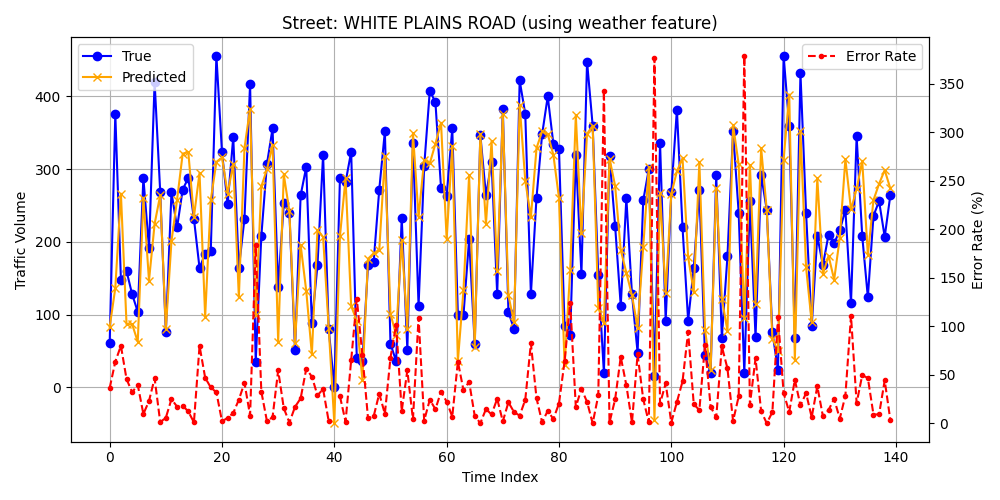 Street: WHITE PLAINS ROAD (using weather feature)
True
Predicted
Error Rate
400
300
200
100
0
350
300
250
200
150
100
50
0
0 20 40 60 80 100 120 140
Traffic Volume
Error Rate (%)
Time Index